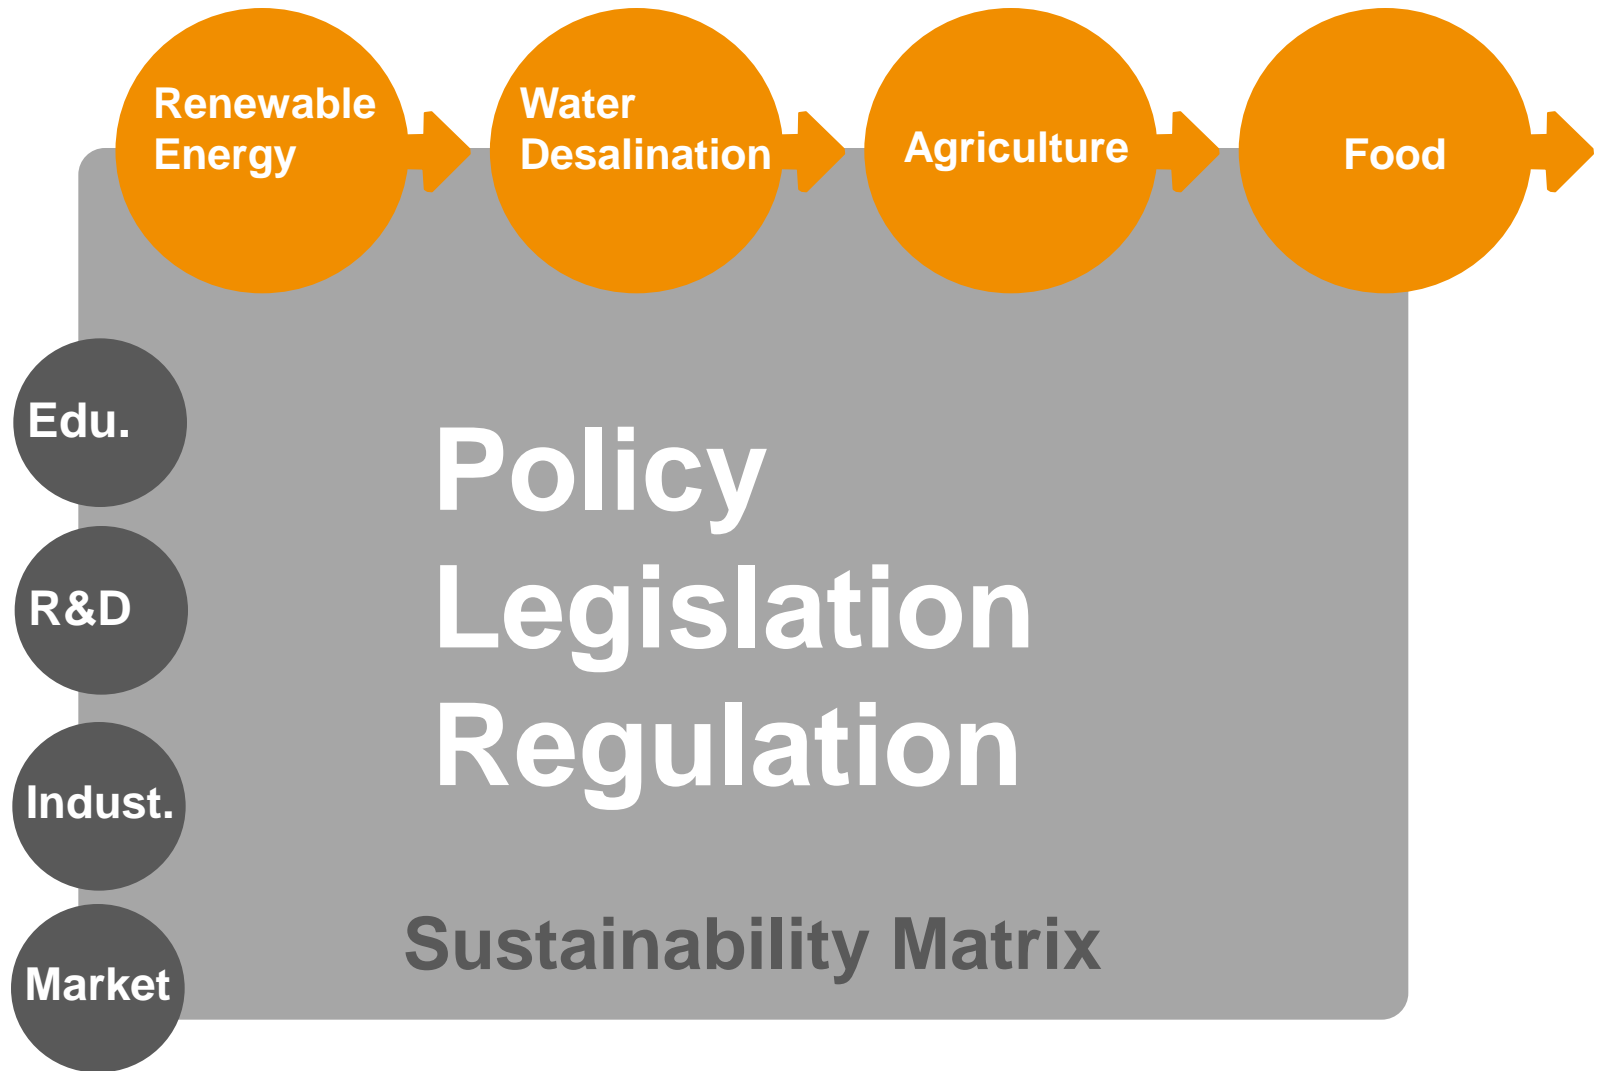 Renewable
Energy
Water
Desalination
Agriculture
Food
Edu.
R&D
Indust.
Market
Policy
Legislation
Regulation
Sustainability Matrix